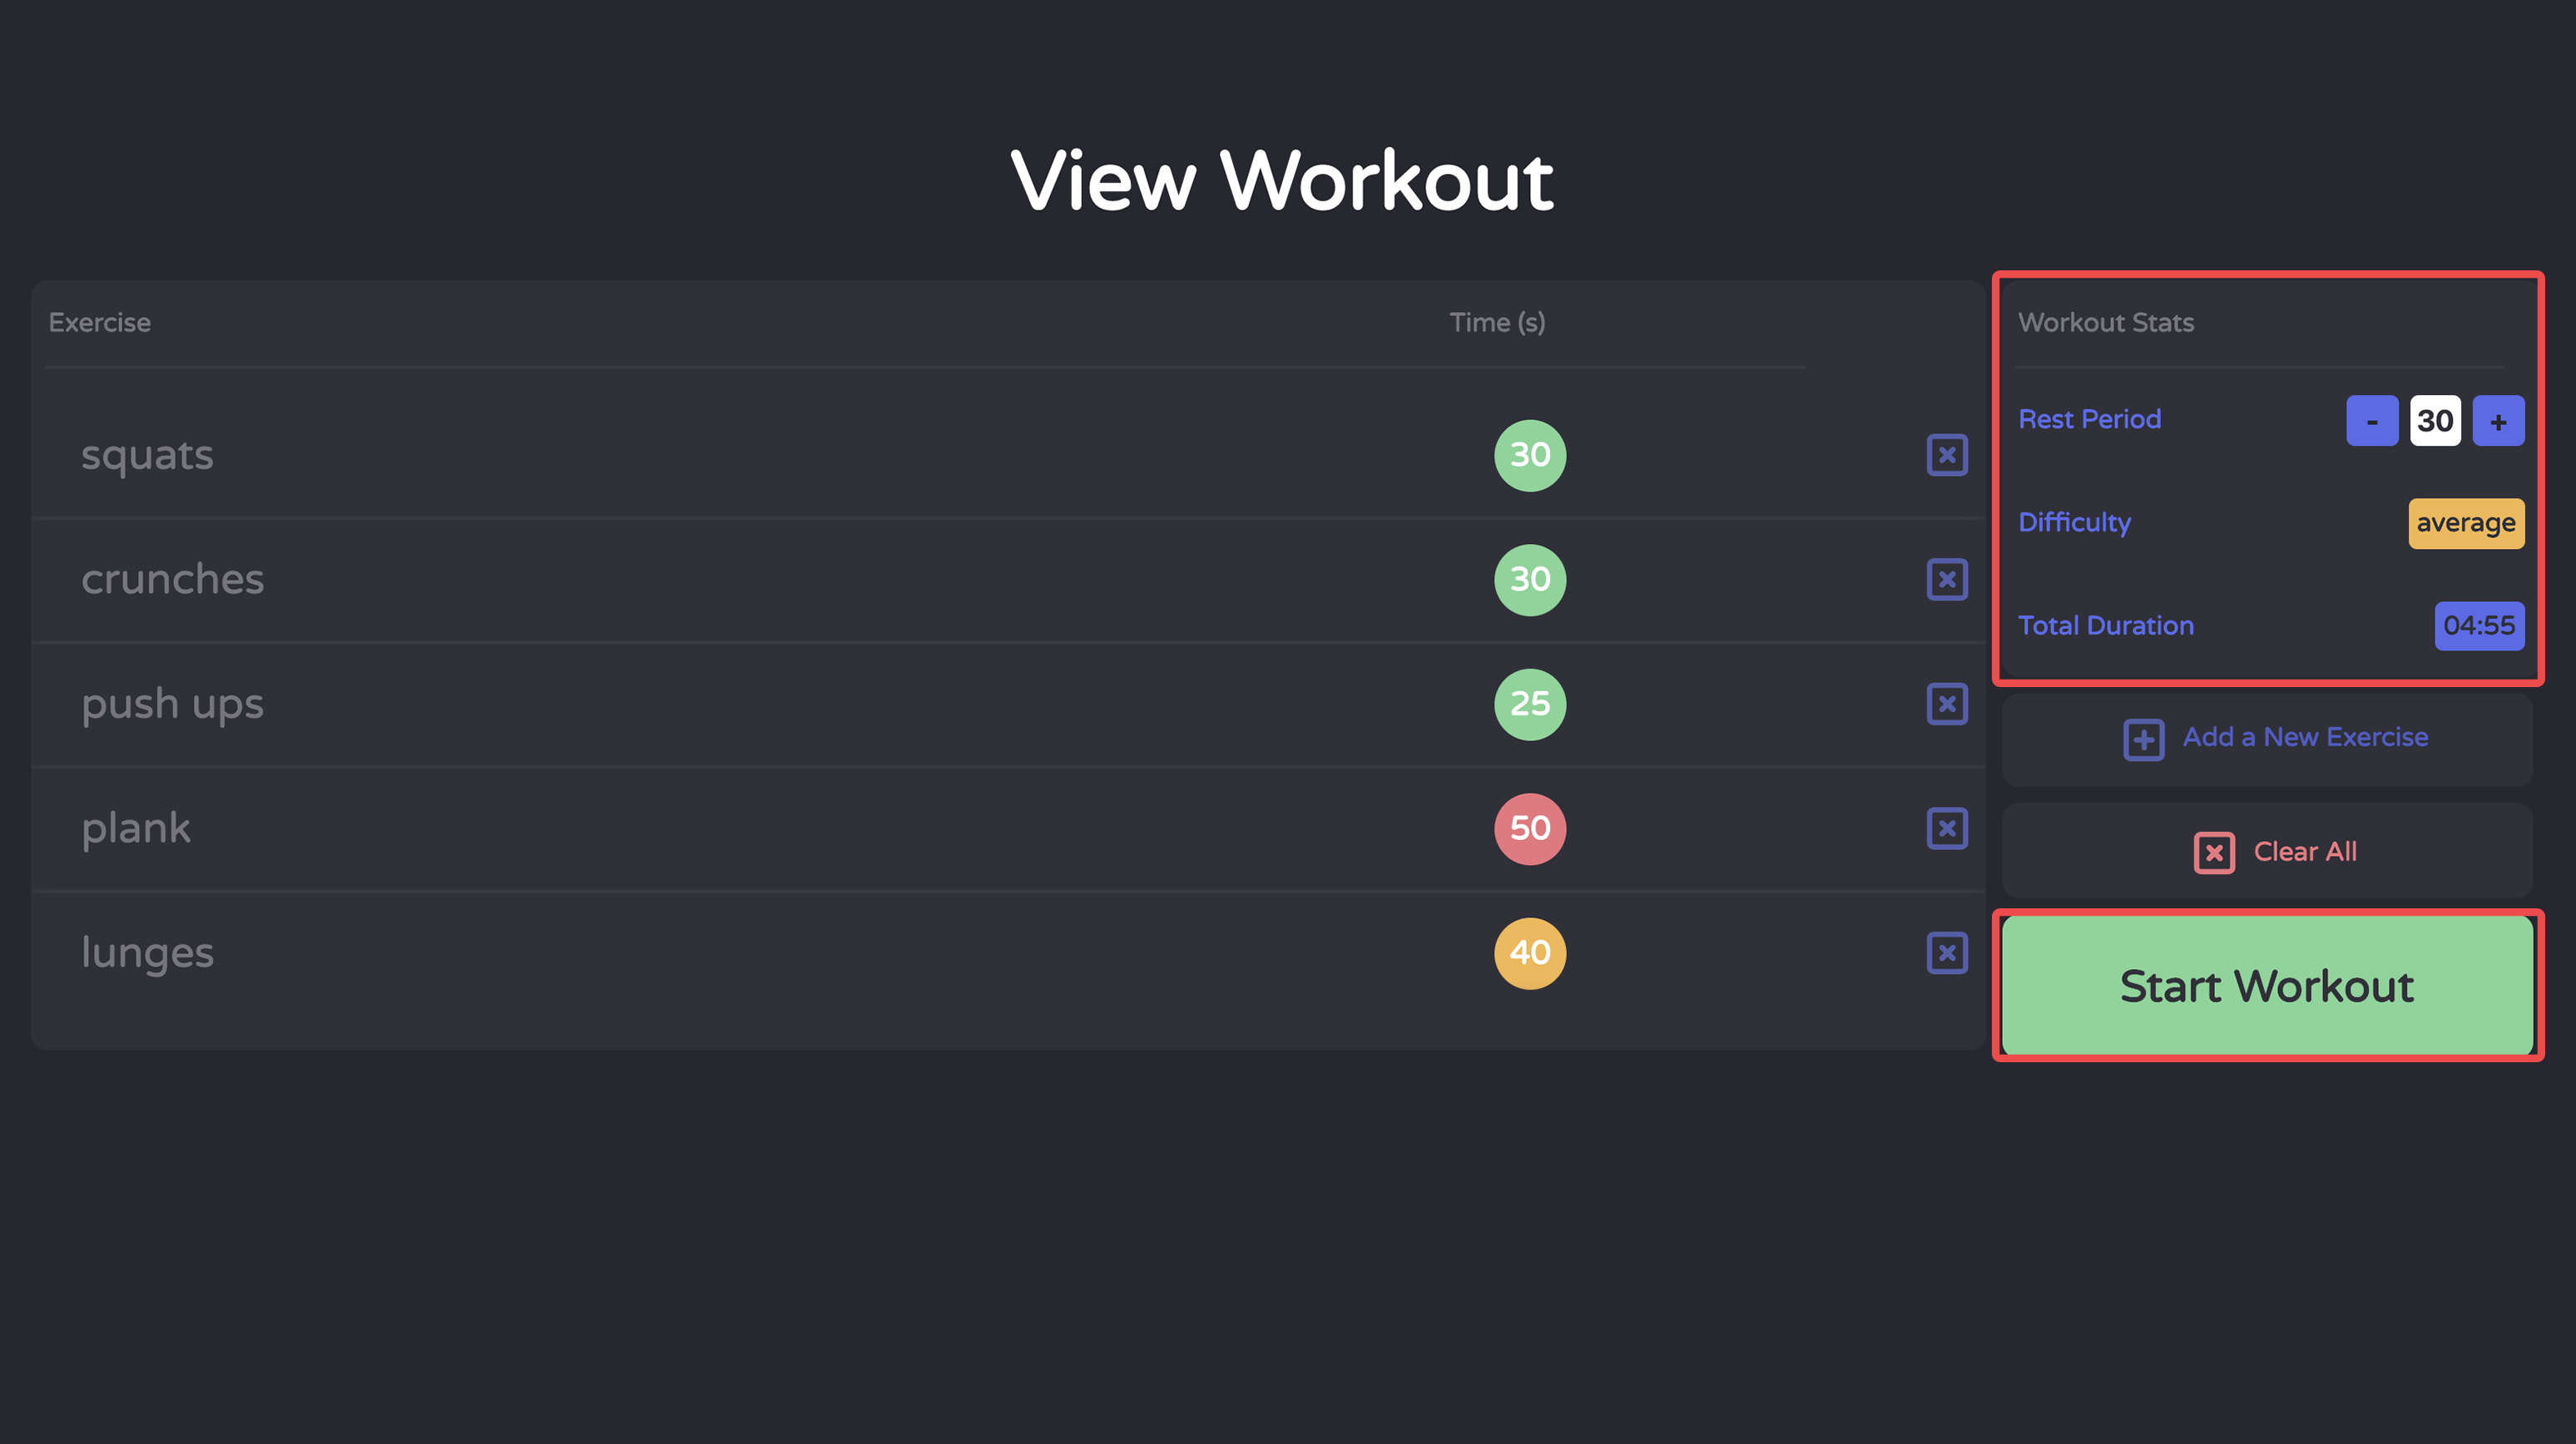 View Workout
Exercise Time (s)
squats 30
crunches 30
push ups 25
plank 50
lunges 40
Workout Stats
Rest Period - 30 +
Difficulty average
Total Duration 04:55
Add a New Exercise
Clear All
Start Workout